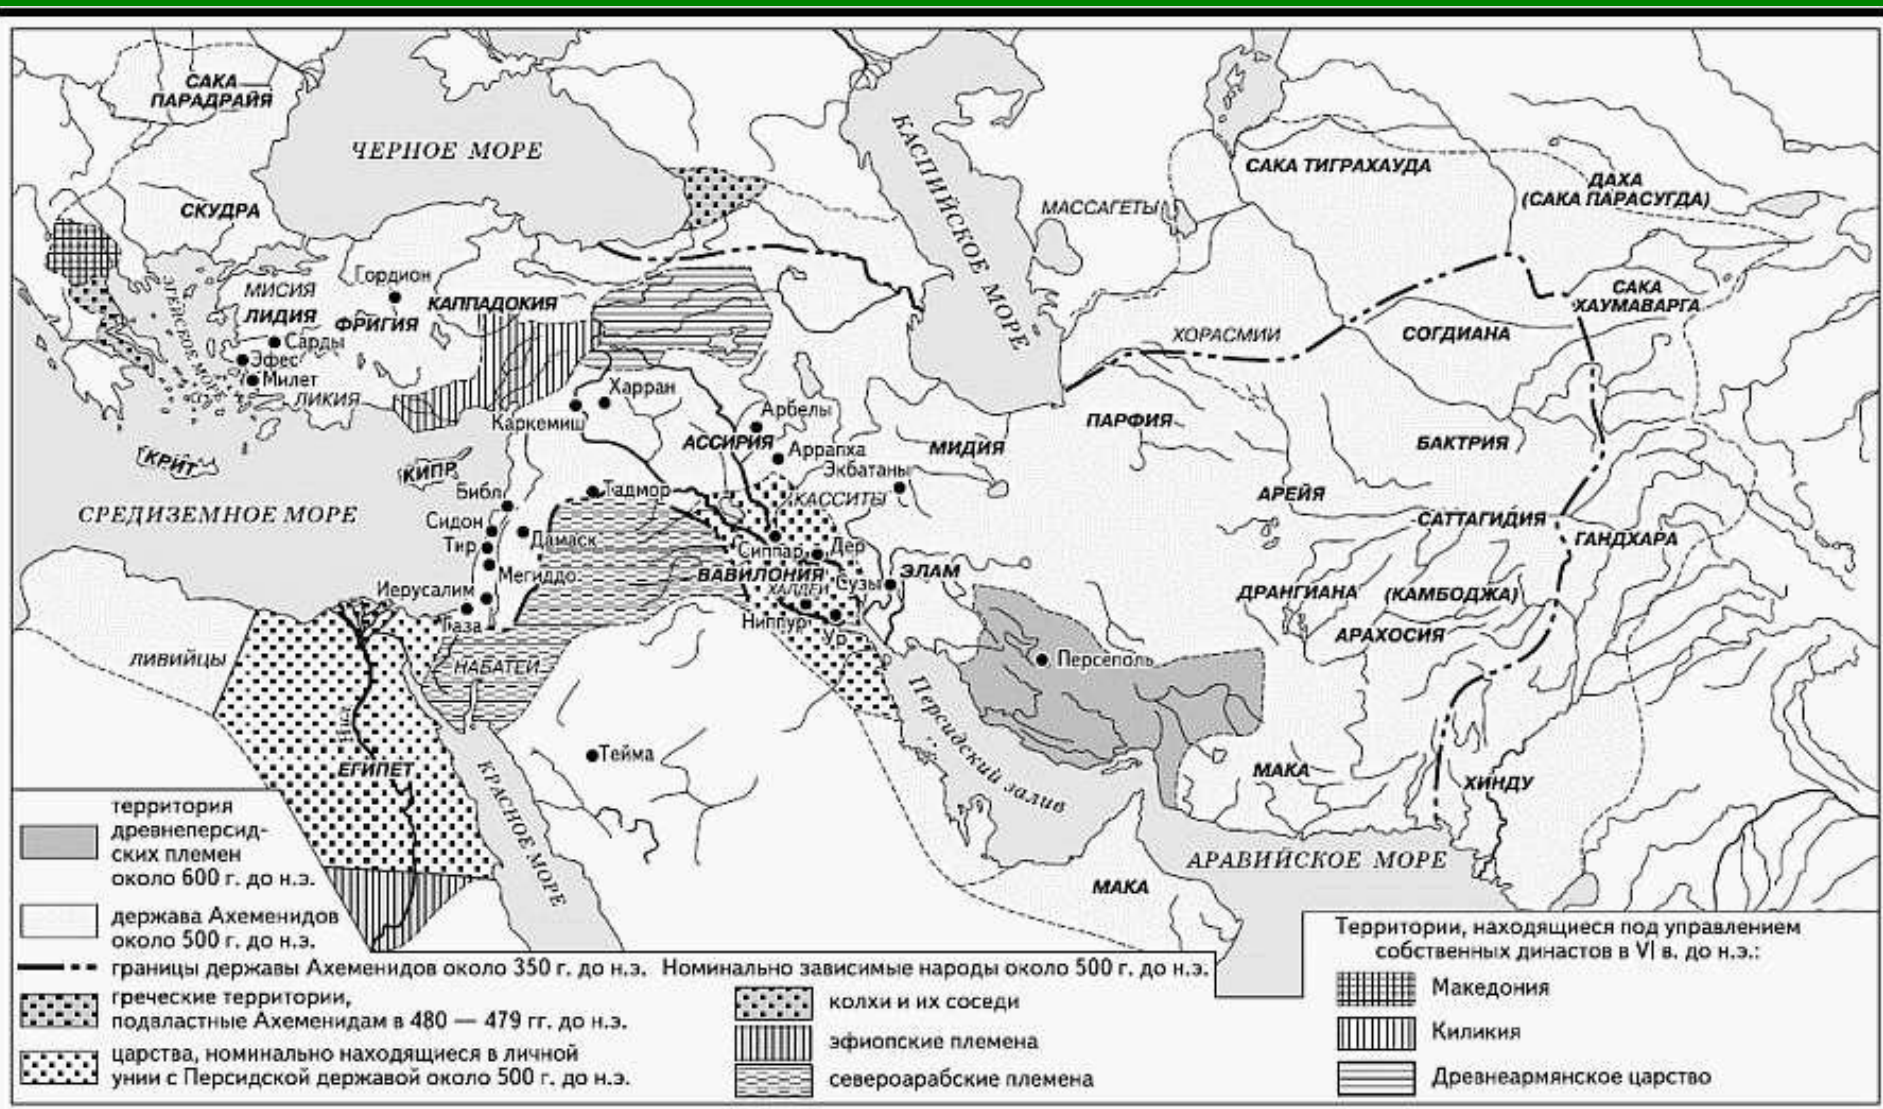 САКА
ПАРАДРАЙЯ
ЧЕРНОЕ МОРЕ
КАСПИЙСКОЕ МОРЕ
САКА ТИГРАХАУДА
ДАХА
(САКА ПАРАСУГДА)
МАССАГЕТЫ
СКУДРА
ЭГЕЙСКОЕ МОРЕ
Гордион
МИСИЯ
ЛИДИЯ
ФРИГИЯ
КАППАДОКИЯ
Сарды
Эфес
Милет
ЛИКИЯ
САКА
ХАУМАВАРГА
ХОРАСМИИ
СОГДИАНА
Харран
Каркемиш
Арбелы
АССИРИЯ
Аррапха
Экбатаны
МИДИЯ
ПАРФИЯ
БАКТРИЯ
КРИТ
КИПР
Библ
Тадмор
КАССИТЫ
АРЕЙЯ
СРЕДИЗЕМНОЕ МОРЕ
Сидон
Тир
Дамаск
Сиппар
Дер
САТТАГИДИЯ
ГАНДХАРА
Мегиддо
ВАВИЛОНИЯ
ХАЛДЕИ
Сузы
ЭЛАМ
Иерусалим
Газа
Ниппур
Ур
ДРАНГИАНА
(КАМБОДЖА)
АРАХОСИЯ
ЛИВИЙЦЫ
НАБАТЕИ
Персеполь
Нил
Персидский залив
Тейма
ЕГИПЕТ
КРАСНОЕ МОРЕ
МАКА
ХИНДУ
АРАВИЙСКОЕ МОРЕ
МАКА
территория
древнеперсид-
ских племен
около 600 г. до н.э.
держава Ахеменидов
около 500 г. до н.э.
границы державы Ахеменидов около 350 г. до н.э.
греческие территории,
подвластные Ахеменидам в 480 — 479 гг. до н.э.
царства, номинально находящиеся в личной
унии с Персидской державой около 500 г. до н.э.
Номинально зависимые народы около 500 г. до н.э.
колхи и их соседи
эфиопские племена
североарабские племена
Территории, находящиеся под управлением
собственных династов в VI в. до н.э.:
Македония
Киликия
Древнеармянское царство